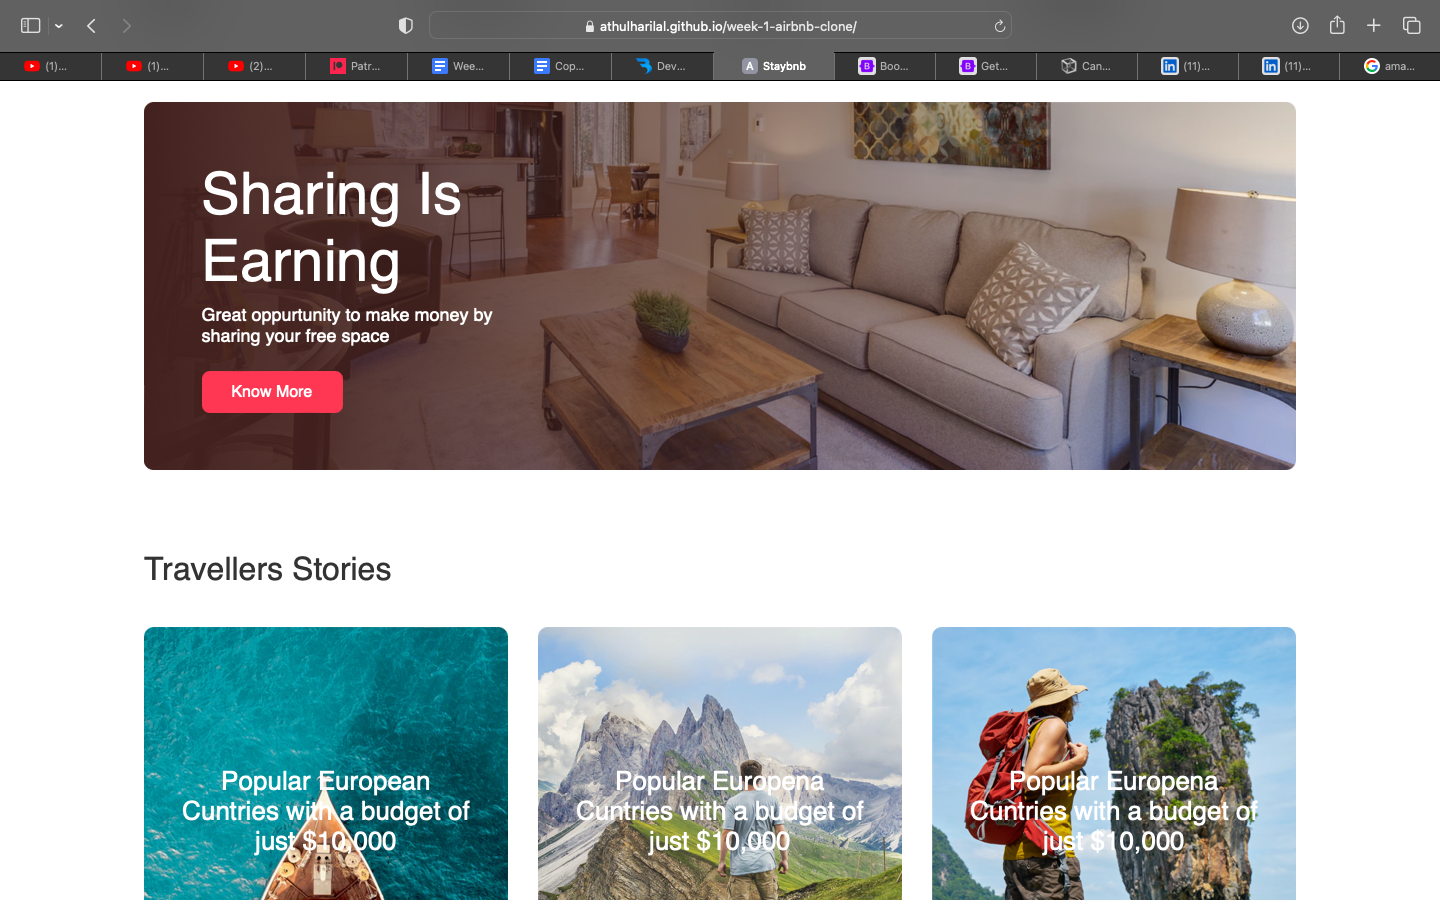 athulharilal.github.io/week-1-airbnb-clone/
(1)...
(1)...
(2)...
Patr...
Wee...
Cop...
Dev...
A Staybnb
B Boo...
B Get...
Can...
in (11)...
in (11)...
G ama...
Sharing Is
Earning
Great oppurtunity to make money by
sharing your free space
Know More
Travellers Stories
Popular European
Cuntries with a budget of
just $10,000
Popular Europena
Cuntries with a budget of
just $10,000
Popular Europena
Cuntries with a budget of
just $10,000